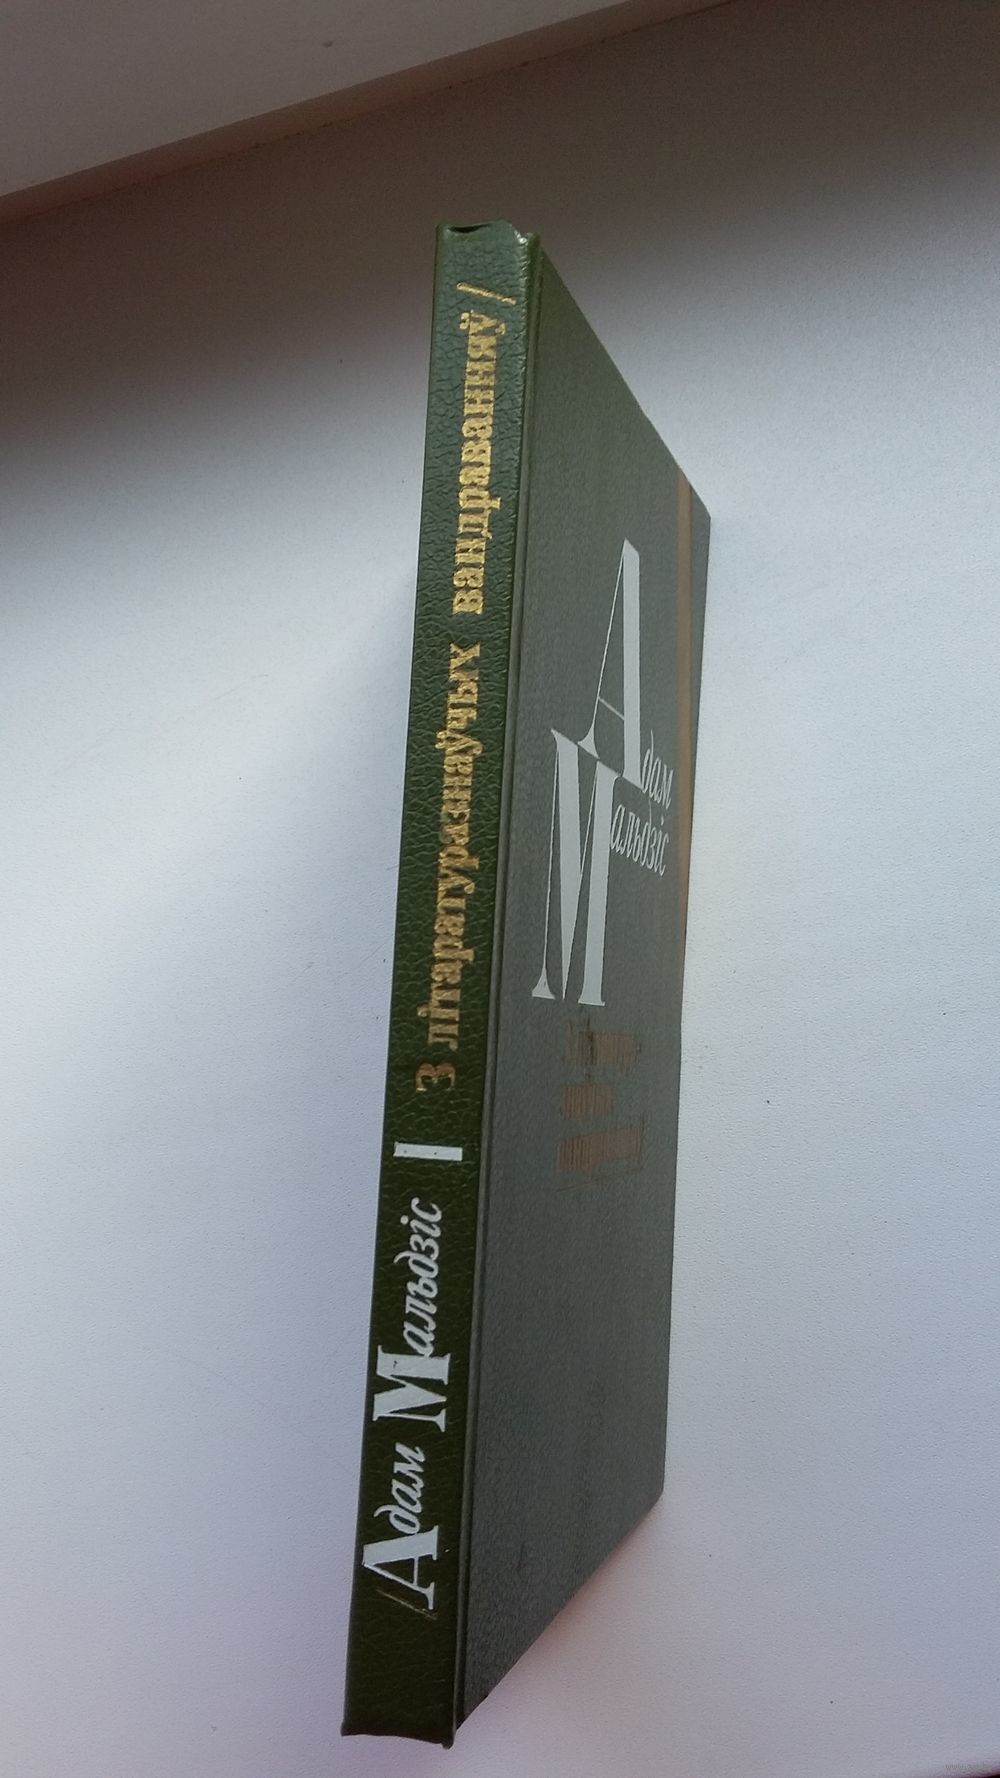 Адам Мальдзіс | З літаратуразнаўчых вандраванняў
Адам
Мальдзіс